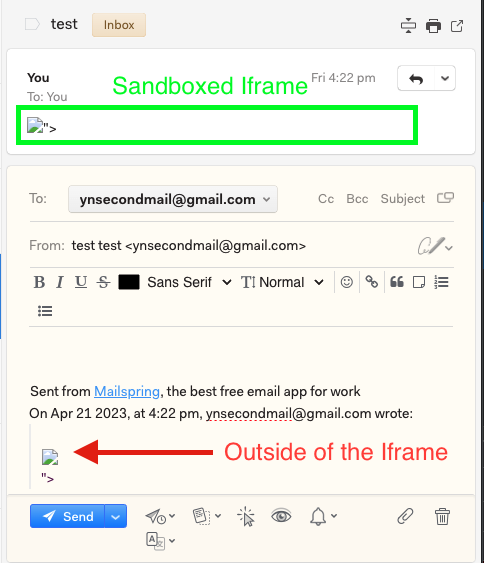 test Inbox
You Fri 4:22 pm
Sandboxed Iframe
To: You
">
To: ynsecondmail@gmail.com Cc Bcc Subject
From: test test <ynsecondmail@gmail.com>
B I U S Sans Serif T Normal
Sent from Mailspring, the best free email app for work
On Apr 21 2023, at 4:22 pm, ynsecondmail@gmail.com wrote:
Outside of the Iframe
">
Send